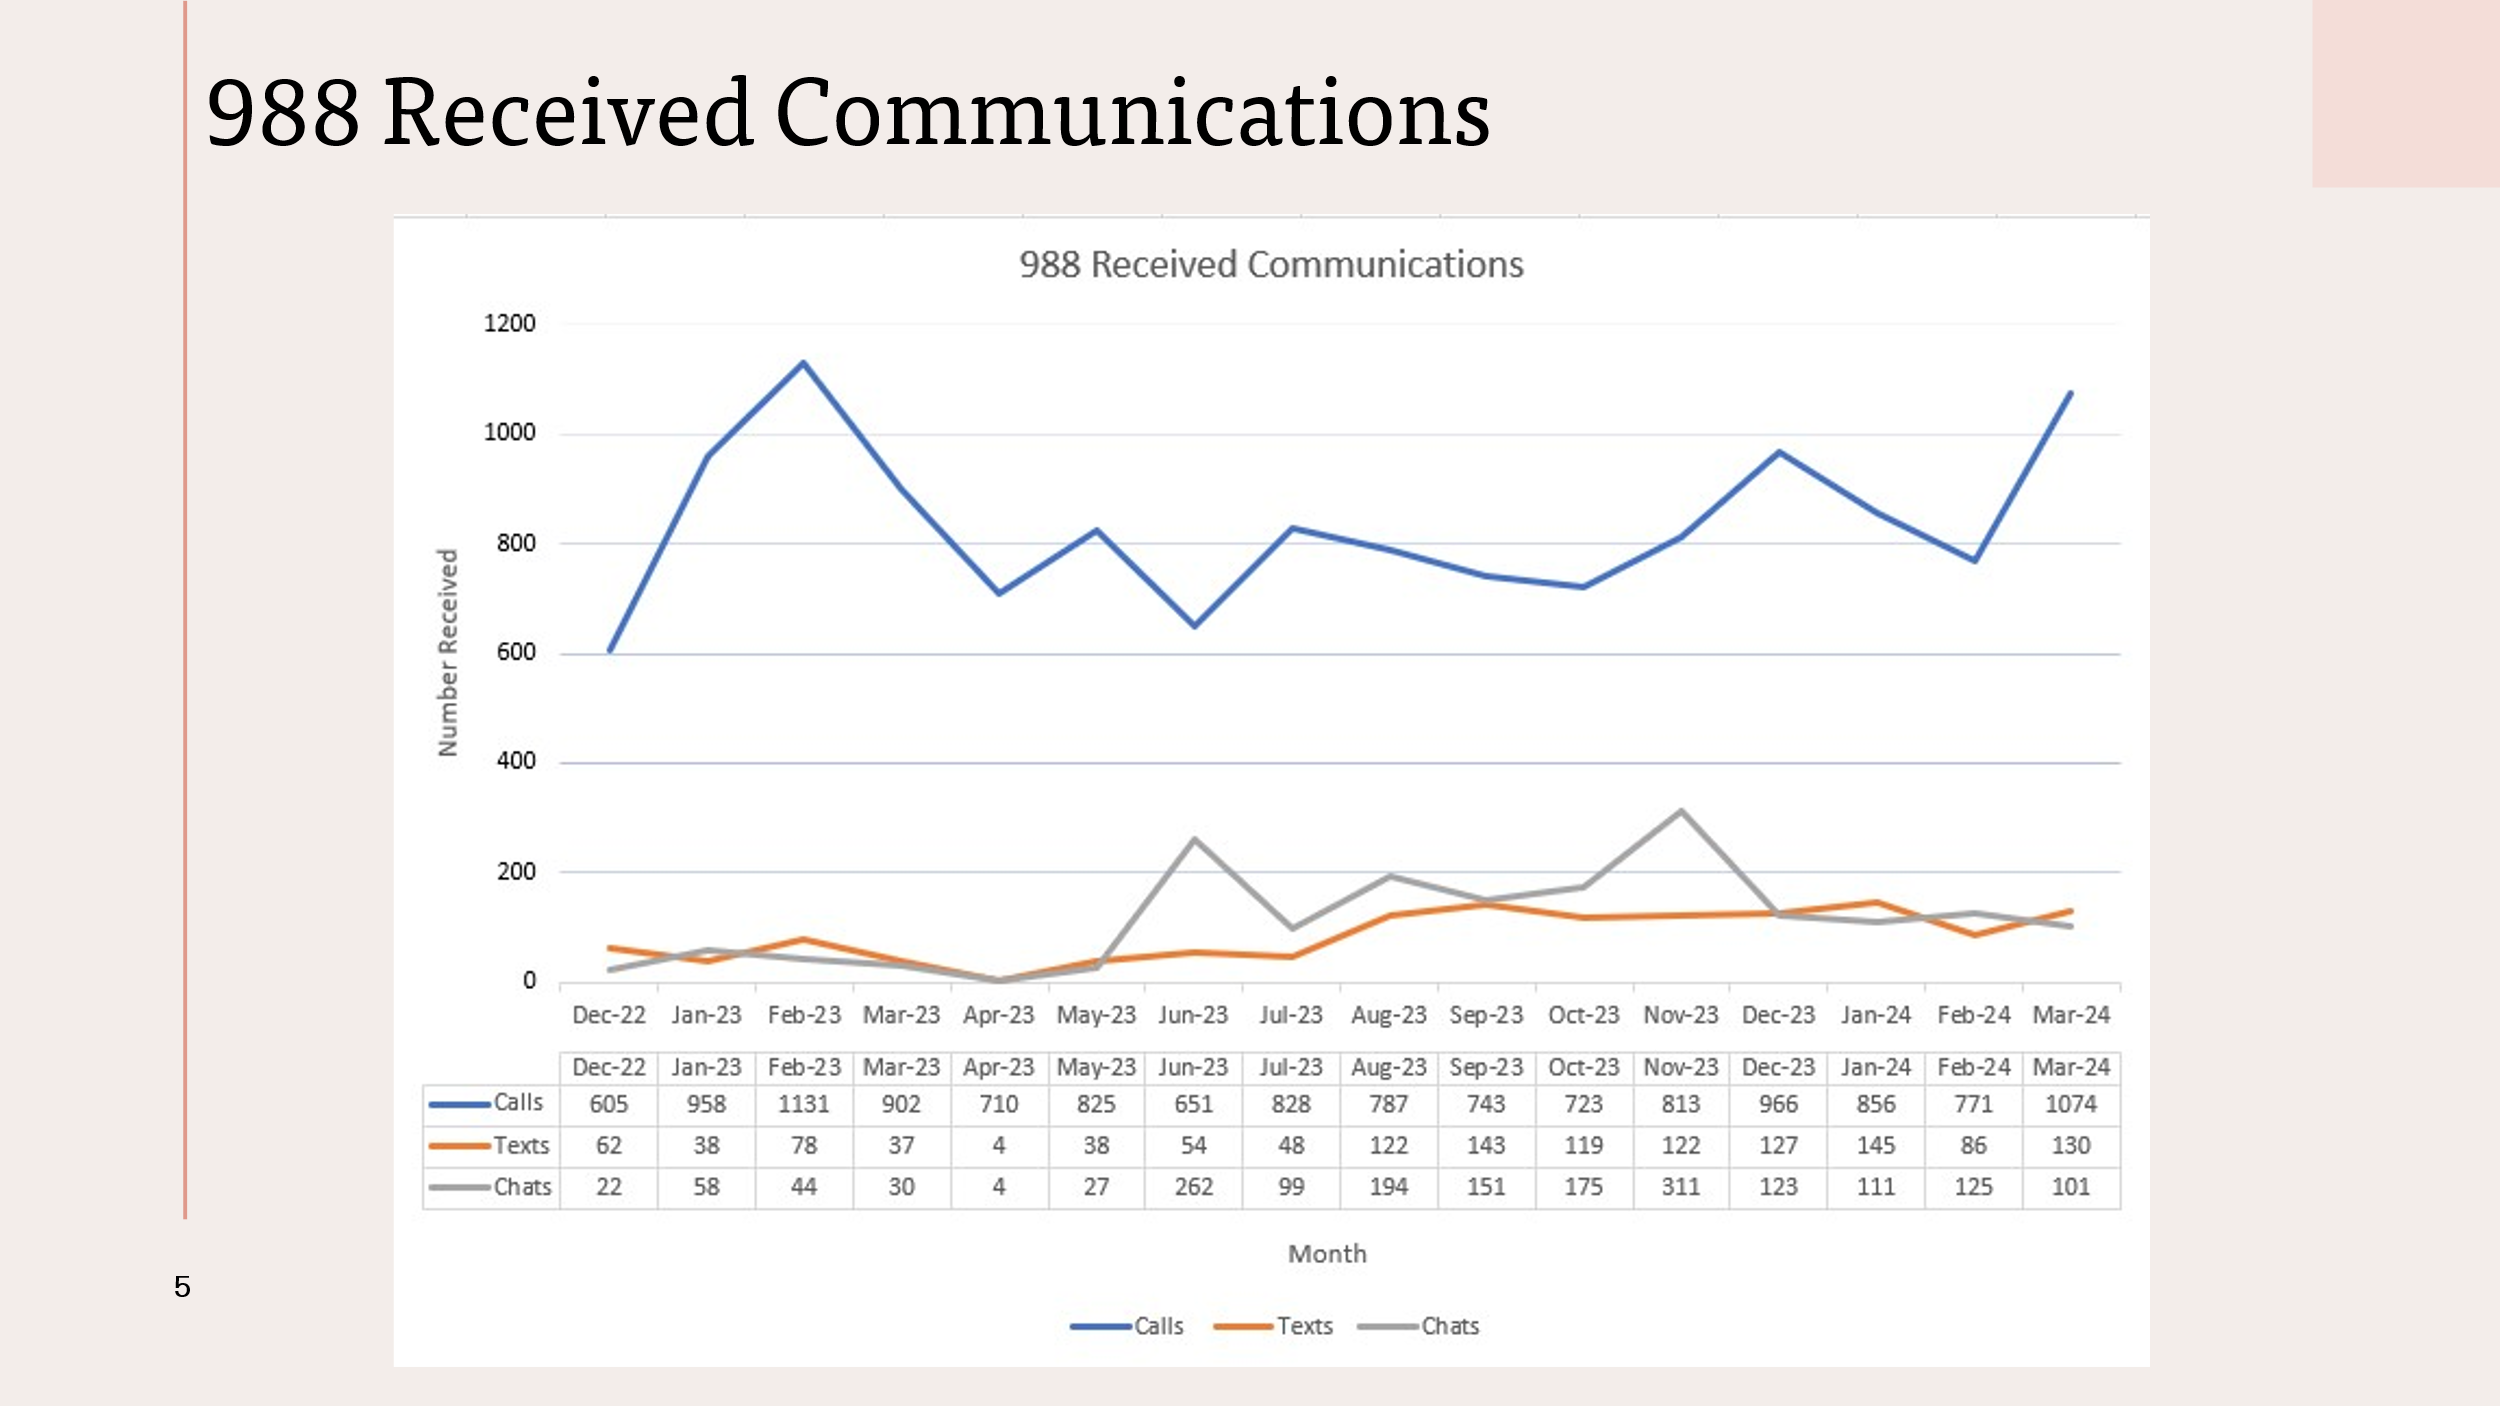 988 Received Communications
988 Received Communications
1200
1000
800
600
400
200
0
Number Received
Dec-22 Jan-23 Feb-23 Mar-23 Apr-23 May-23 Jun-23 Jul-23 Aug-23 Sep-23 Oct-23 Nov-23 Dec-23 Jan-24 Feb-24 Mar-24
Dec-22 Jan-23 Feb-23 Mar-23 Apr-23 May-23 Jun-23 Jul-23 Aug-23 Sep-23 Oct-23 Nov-23 Dec-23 Jan-24 Feb-24 Mar-24
Calls 605 958 1131 902 710 825 651 828 787 743 723 813 966 856 771 1074
Texts 62 38 78 37 4 38 54 48 122 143 119 122 127 145 86 130
Chats 22 58 44 30 4 27 262 99 194 151 175 311 123 111 125 101
Month
Calls Texts Chats
5